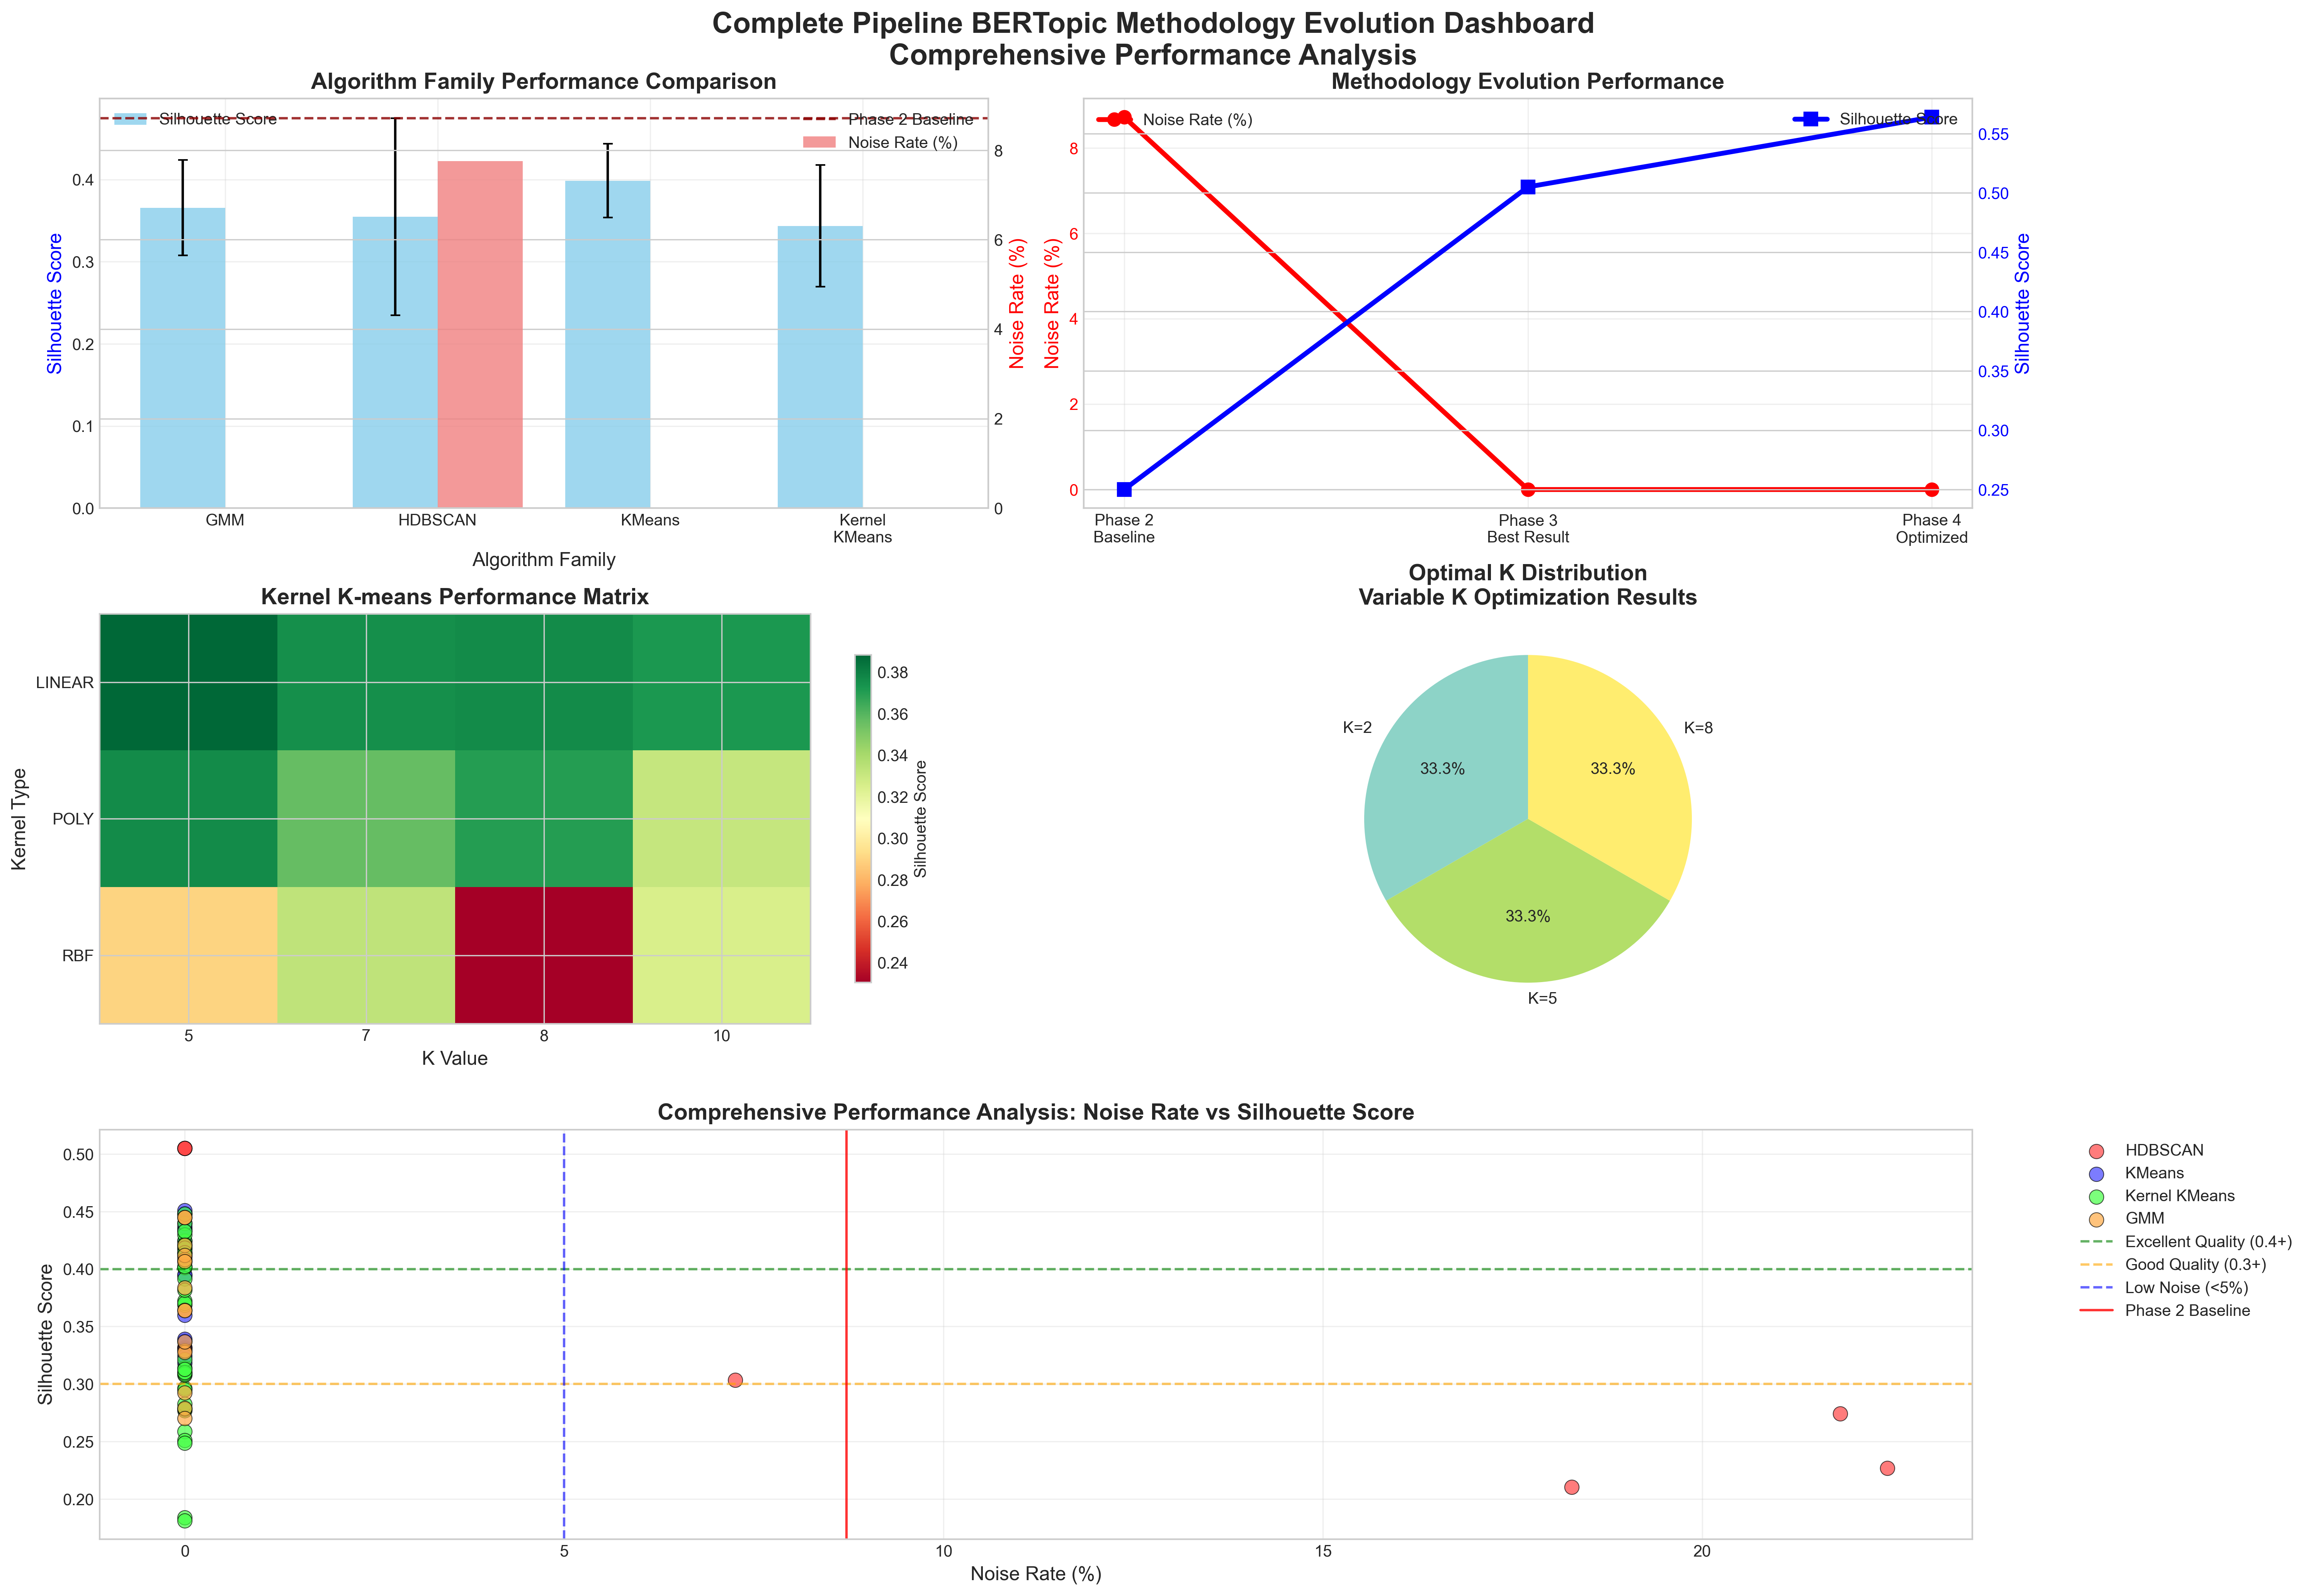 Complete Pipeline BERTopic Methodology Evolution Dashboard
Comprehensive Performance Analysis
Algorithm Family Performance Comparison
Silhouette Score
Phase 2 Baseline
Noise Rate (%)
0.4
0.3
0.2
0.1
0.0
Silhouette Score
8
6
4
2
0
Noise Rate (%)
GMM
HDBSCAN
KMeans
Kernel
KMeans
Algorithm Family
Methodology Evolution Performance
Noise Rate (%)
Silhouette Score
8
6
4
2
0
Noise Rate (%)
0.55
0.50
0.45
0.40
0.35
0.30
0.25
Silhouette Score
Phase 2
Baseline
Phase 3
Best Result
Phase 4
Optimized
Kernel K-means Performance Matrix
LINEAR
POLY
RBF
Kernel Type
5
7
8
10
K Value
0.38
0.36
0.34
0.32
0.30
0.28
0.26
0.24
Silhouette Score
Optimal K Distribution
Variable K Optimization Results
K=2
K=8
33.3%
33.3%
33.3%
K=5
Comprehensive Performance Analysis: Noise Rate vs Silhouette Score
0.50
0.45
0.40
0.35
0.30
0.25
0.20
Silhouette Score
0
5
10
15
20
Noise Rate (%)
HDBSCAN
KMeans
Kernel KMeans
GMM
Excellent Quality (0.4+)
Good Quality (0.3+)
Low Noise (<5%)
Phase 2 Baseline